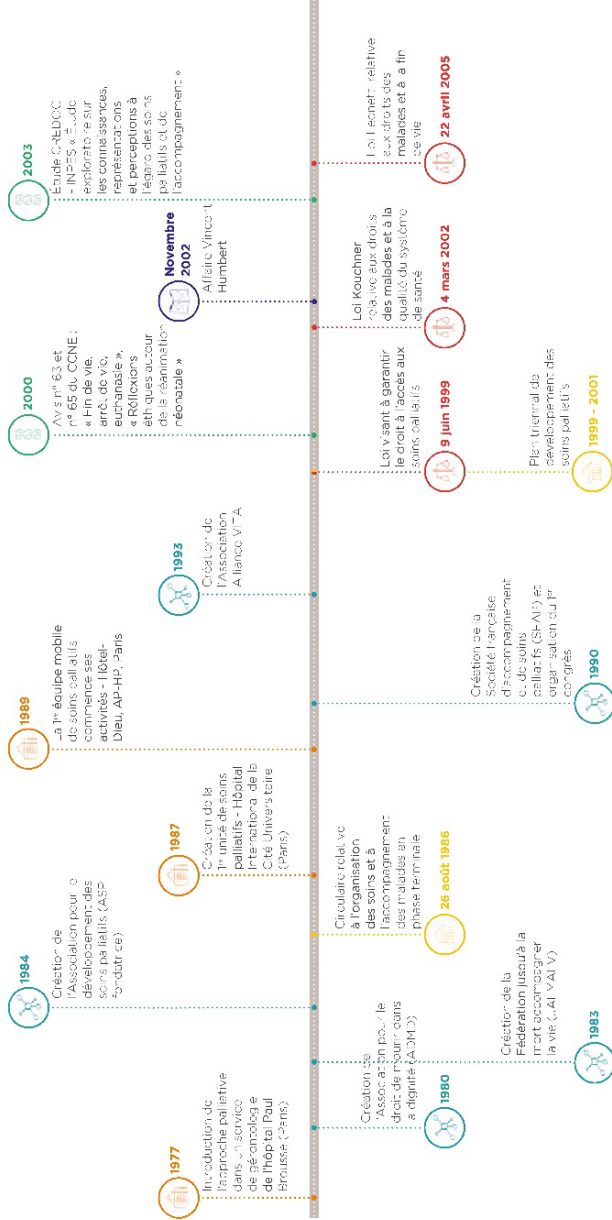 1977
Introduction de
l'approche palliative
dans un service
de gérontologie
de l'hôpital Paul
Brousse (Paris)
1980
Création de
l'Association pour le
droit de mourir dans
la dignité (ADMD)
1983
Création de la
Fédération jusqu'à la
mort accompagner
la vie (JALMALV)
1984
Création de
l'Association pour le
développement des
soins palliatifs (ASP
fondatrice)
26 août 1986
Circulaire relative
à l'organisation
des soins et à
l'accompagnement
des malades en
phase terminale
1987
Création de la
1re unité de soins
palliatifs - Hôpital
International de la
Cité Universitaire
(Paris)
1989
La 1re équipe mobile
de soins palliatifs
commence ses
activités - Hôtel-
Dieu, AP-HP, Paris
1990
Création de la
Société française
d'accompagnement
et de soins
palliatifs (SFAP) et
organisation du 1er
congrès
1993
Création de
l'Association
Alliance VITA
9 juin 1999
Loi visant à garantir
le droit à l'accès aux
soins palliatifs
1999 - 2001
Plan triennal de
développement des
soins palliatifs
2000
Avis n° 63 et
n° 65 du CCNE :
« Fin de vie,
arrêt de vie,
euthanasie »,
« Réflexions
éthiques autour
de la réanimation
néonatale »
4 mars 2002
Loi Kouchner
relative aux droits
des malades et à la
qualité du système
de santé
Novembre
2002
Affaire Vincent
Humbert
2003
Étude CREDOC
- INPES « Étude
exploratoire sur
les connaissances,
représentations
et perceptions à
l'égard des soins
palliatifs et de
l'accompagnement »
22 avril 2005
Loi Leonetti relative
aux droits des
malades et à la fin
de vie